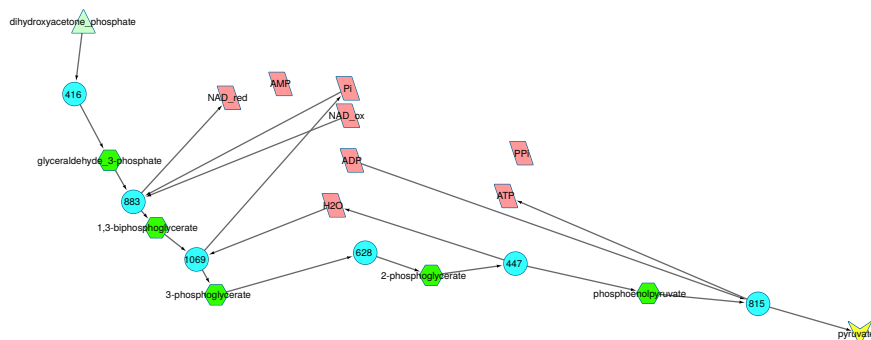 dihydroxyacetone_phosphate
416
NAD_red
AMP
Pi
NAD_ox
glyceraldehyde_3-phosphate
ADP
PPi
883
H2O
ATP
1,3-biphosphoglycerate
1069
628
447
2-phosphoglycerate
3-phosphoglycerate
phosphoenolpyruvate
815
pyruvate